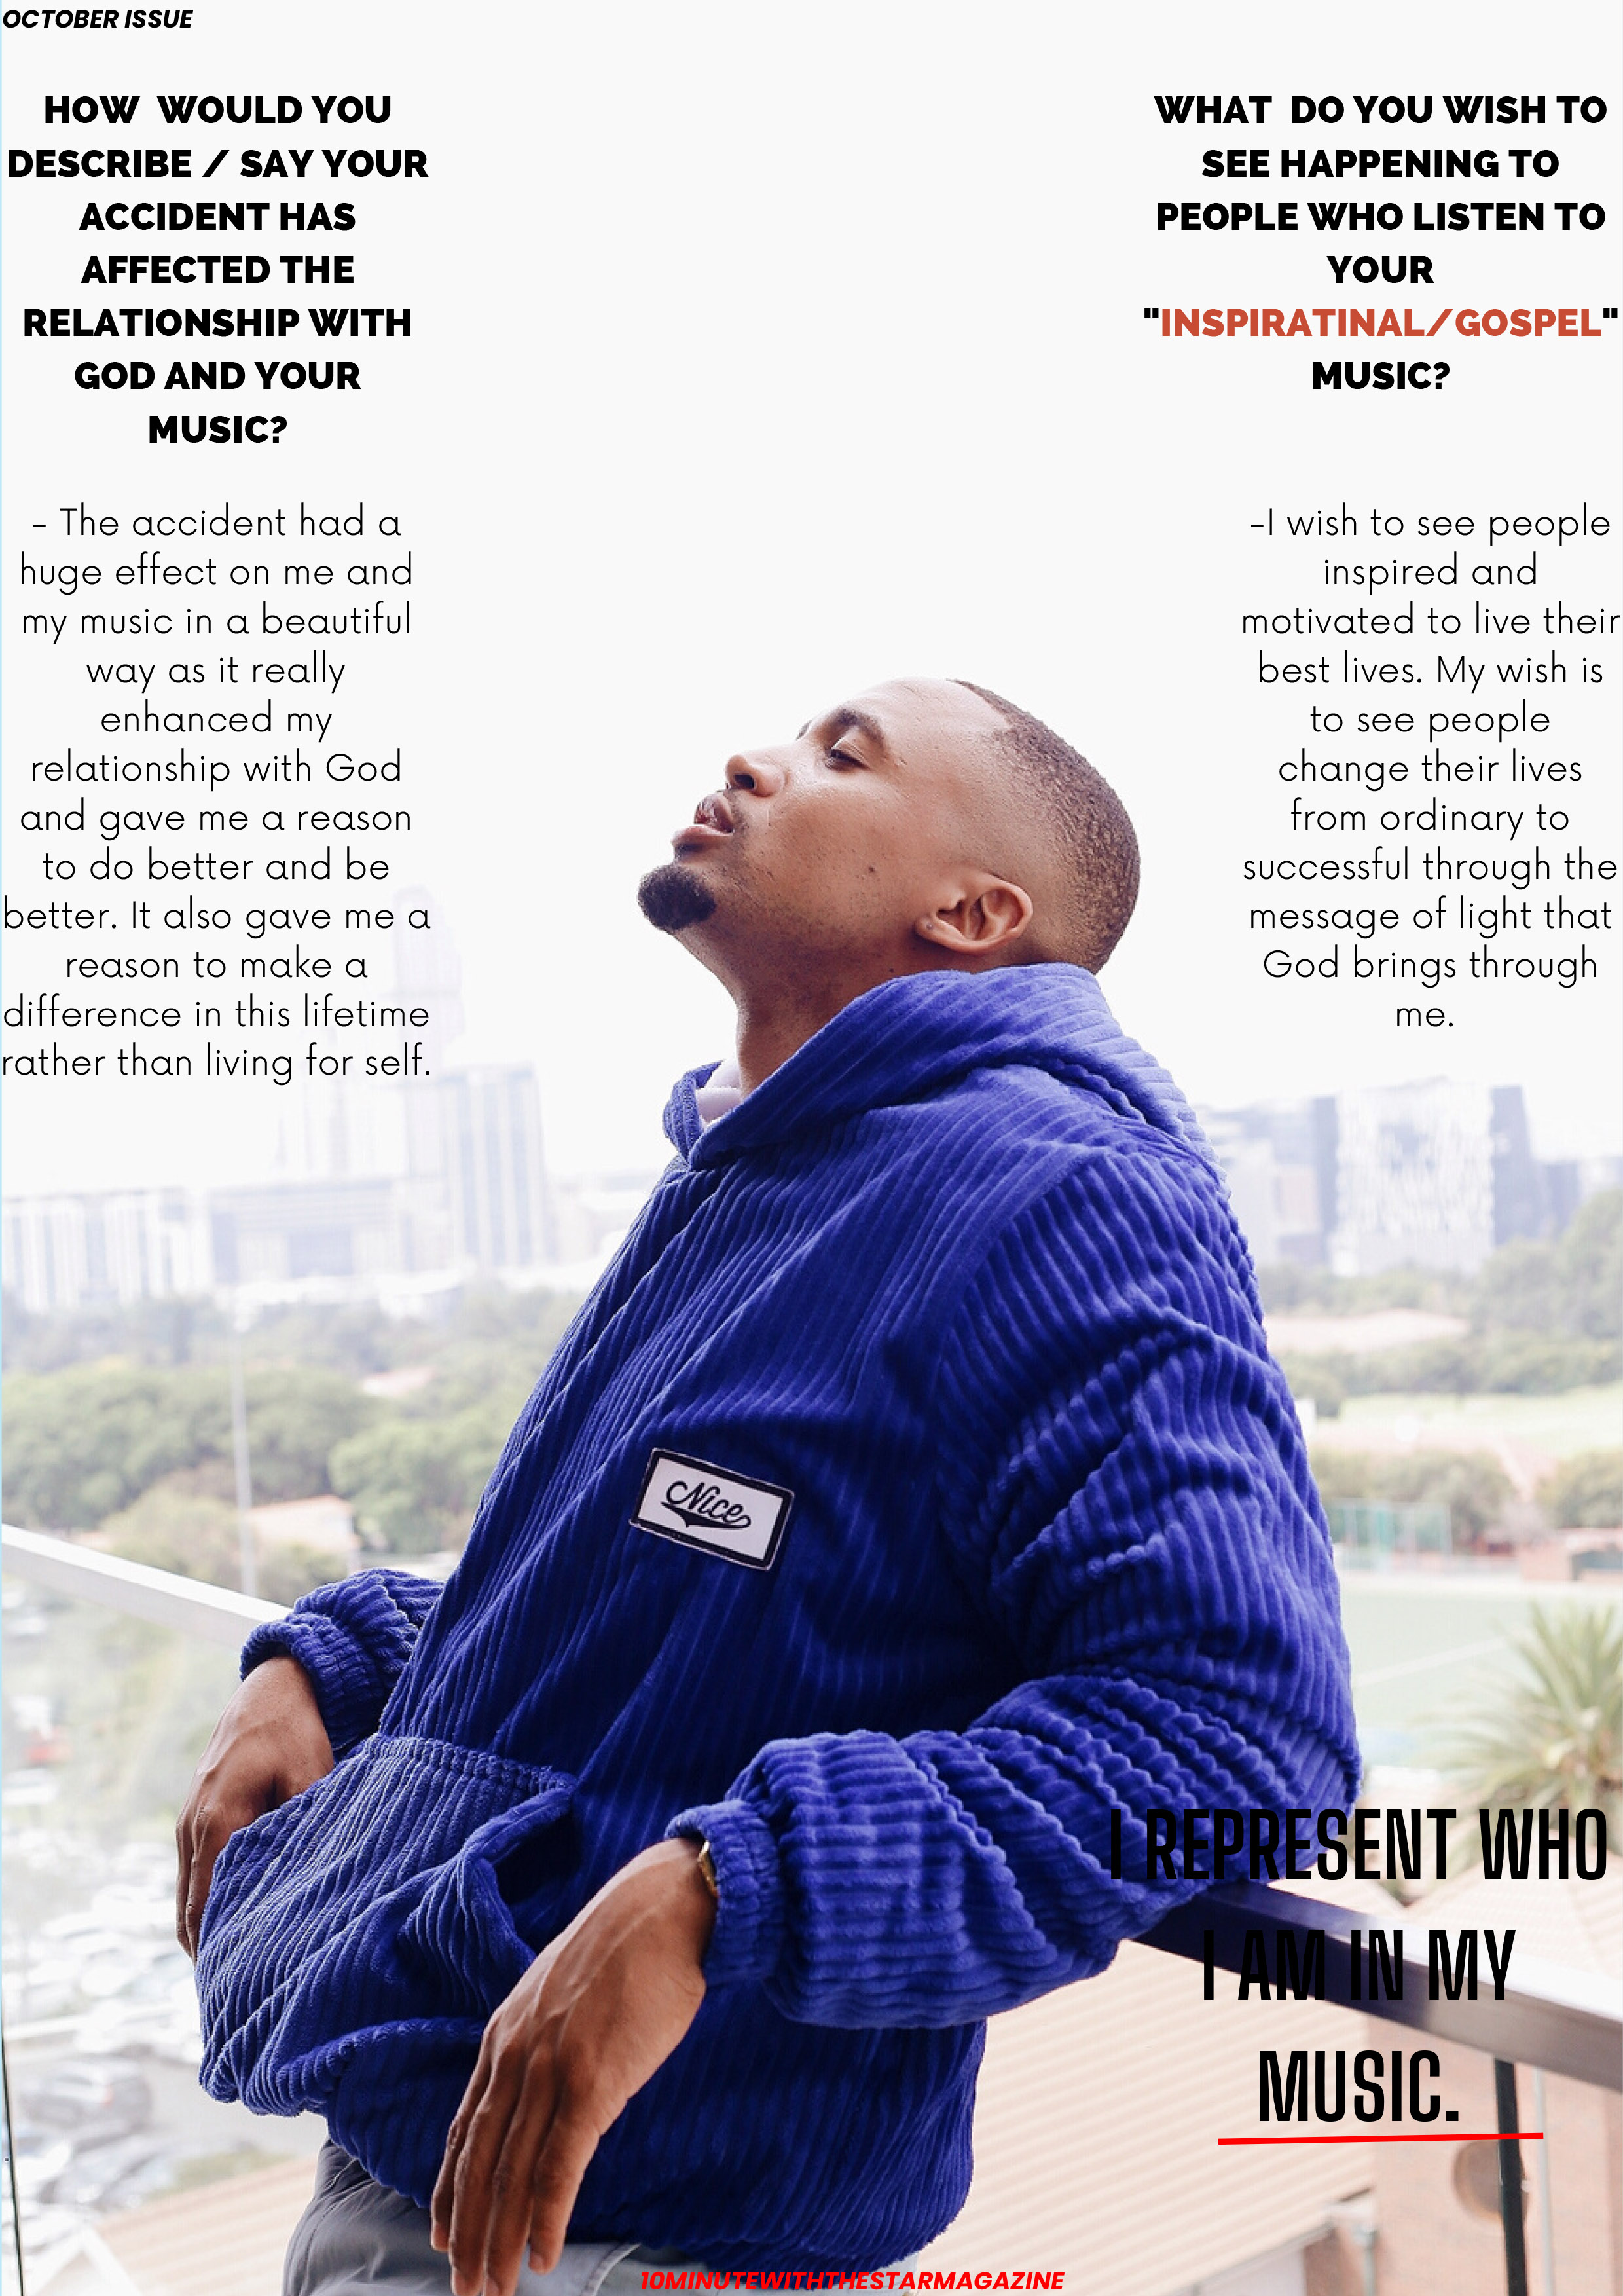 OCTOBER ISSUE
HOW WOULD YOU
DESCRIBE / SAY YOUR
ACCIDENT HAS
AFFECTED THE
RELATIONSHIP WITH
GOD AND YOUR
MUSIC?
- The accident had a
huge effect on me and
my music in a beautiful
way as it really
enhanced my
relationship with God
and gave me a reason
to do better and be
better. It also gave me a
reason to make a
difference in this lifetime
rather than living for self.
WHAT DO YOU WISH TO
SEE HAPPENING TO
PEOPLE WHO LISTEN TO
YOUR
"INSPIRATINAL/GOSPEL"
MUSIC?
-I wish to see people
inspired and
motivated to live their
best lives. My wish is
to see people
change their lives
from ordinary to
successful through the
message of light that
God brings through
me.
Nice
I REPRESENT WHO
I AM IN MY
MUSIC.
10MINUTEWITHTHESTARMAGAZINE